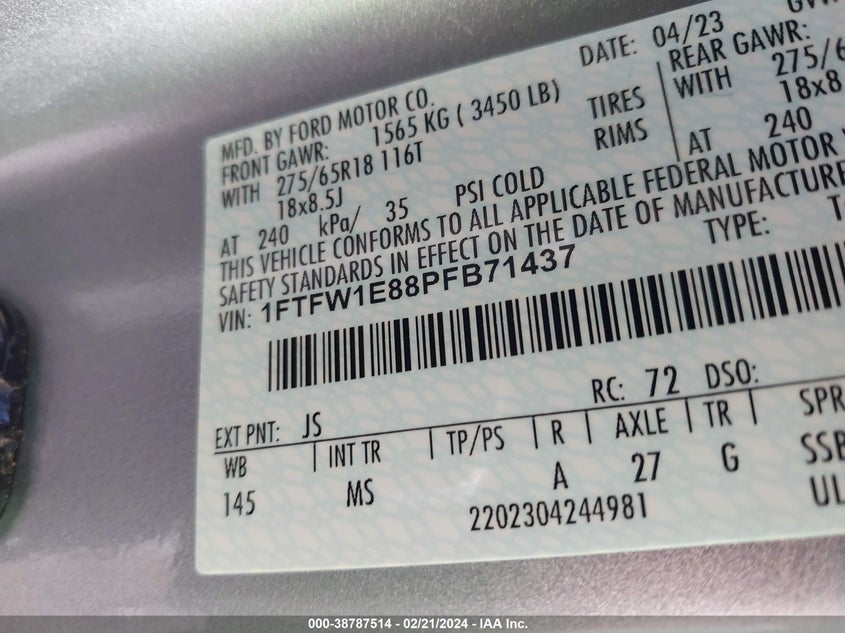 DATE: 04/23
MFD. BY FORD MOTOR CO.
REAR GAWR:
FRONT GAWR: 1565 KG ( 3450 LB)
TIRES WITH
WITH 275/65R18 116T
RIMS 18x8
18x8.5J
AT 240
AT 240 kPa/ 35 PSI COLD
THIS VEHICLE CONFORMS TO ALL APPLICABLE FEDERAL MOTOR
SAFETY STANDARDS IN EFFECT ON THE DATE OF MANUFACTURE
VIN: 1FTFW1E88PFB71437
TYPE:
RC: 72 DSO:
EXT PNT: JS
WB INT TR TP/PS R AXLE TR SPR
145 MS A 27 G
2202304244981
000-38787514 - 02/21/2024 - IAA Inc.